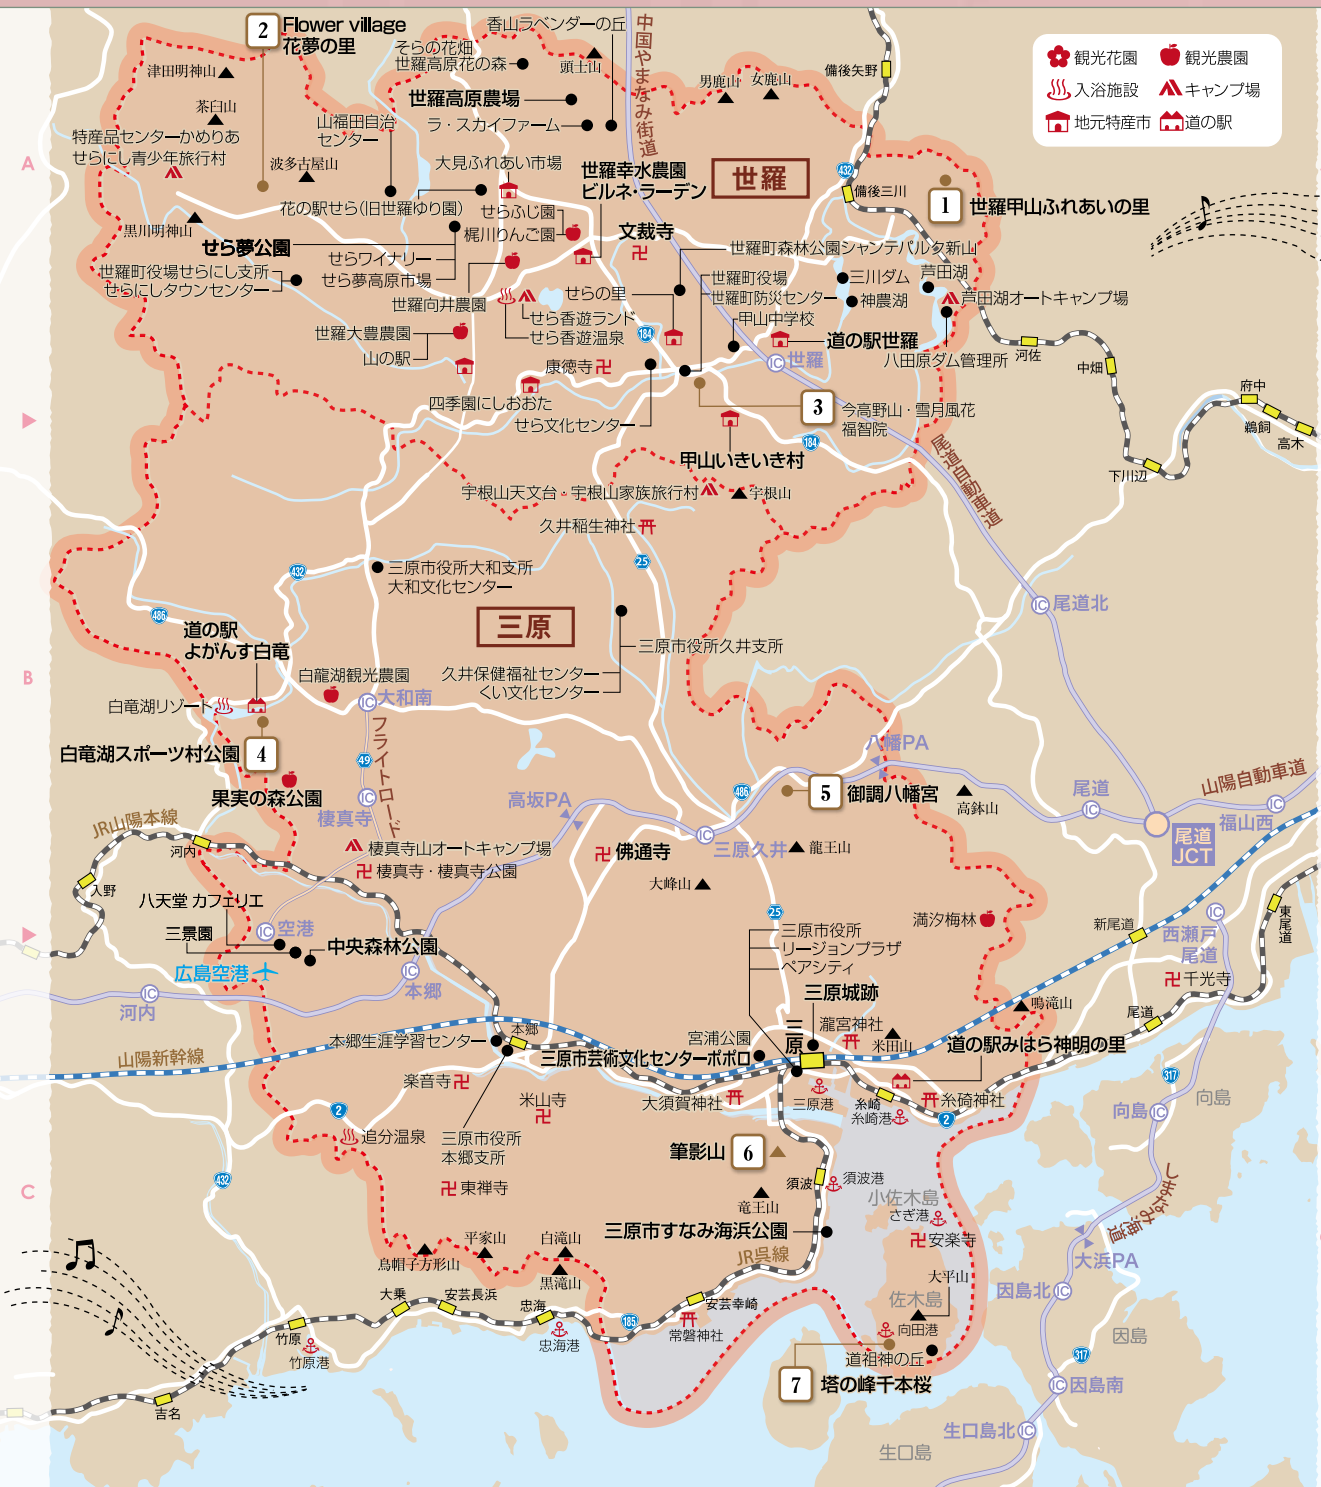 2
Flower village
花夢の里
香山ラベンダーの丘
中国やまなみ街道
そらの花畑
世羅高原花の森
頭士山
津田明神山
茶臼山
世羅高原農場
山福田自治
センター
ラ・スカイファーム
男鹿山
女鹿山
備後矢野
観光花園
観光農園
入浴施設
キャンプ場
地元特産市
道の駅
特産品センターかめりあ
せらにし青少年旅行村
波多古屋山
大見ふれあい市場
世羅幸水農園
ビルネ・ラーデン
世羅
432
備後三川
1
世羅甲山ふれあいの里
A
花の駅せら(旧世羅ゆり園)
せらふじ園
梶川りんご園
文裁寺
黒川明神山
せら夢公園
せらワイナリー
せら夢高原市場
世羅町役場せらにし支所
せらにしタウンセンター
世羅町森林公園シャンテパルタ新山
世羅町役場
世羅町防災センター
甲山中学校
三川ダム
神農湖
芦田湖
芦田湖オートキャンプ場
世羅向井農園
せらの里
せら香遊ランド
せら香遊温泉
184
世羅大豊農園
山の駅
康徳寺
道の駅世羅
IC
世羅
八田原ダム管理所
河佐
中畑
府中
鵜飼
高木
下川辺
四季園にしおおた
せら文化センター
3
今高野山・雪月風花
福智院
184
尾道自動車道
甲山いきいき村
宇根山天文台・宇根山家族旅行村
宇根山
久井稲生神社
25
432
三原市役所大和支所
大和文化センター
486
道の駅
よがんす白竜
三原
三原市役所久井支所
久井保健福祉センター
くい文化センター
IC
尾道北
B
白龍湖観光農園
白竜湖リゾート
IC
大和南
フライトロード
白竜湖スポーツ村公園
4
49
果実の森公園
IC
棲真寺
高坂PA
486
5
御調八幡宮
八幡PA
高鉢山
尾道
IC
山陽自動車道
IC
福山西
尾道
JCT
JR山陽本線
河内
入野
棲真寺山オートキャンプ場
棲真寺・棲真寺公園
佛通寺
IC
三原久井
龍王山
大峰山
八天堂 カフェリエ
三景園
IC
空港
中央森林公園
広島空港
IC
本郷
IC
河内
25
三原市役所
リージョンプラザ
ペアシティ
満汐梅林
新尾道
IC
西瀬戸
尾道
東尾道
千光寺
三原城跡
鳴滝山
尾道
山陽新幹線
本郷生涯学習センター
本郷
宮浦公園
三原
瀧宮神社
米田山
三原市芸術文化センターポポロ
道の駅みはら神明の里
楽音寺
米山寺
大須賀神社
三原港
糸崎
糸崎港
糸碕神社
2
317
IC
向島
向島
2
追分温泉
三原市役所
本郷支所
筆影山
6
432
C
東禅寺
竜王山
須波
須波港
小佐木島
さぎ港
しまなみ海道
三原市すなみ海浜公園
安楽寺
JR呉線
烏帽子方形山
平家山
白滝山
黒滝山
大平山
佐木島
大浜PA
因島北
IC
大乗
安芸長浜
忠海
忠海港
185
安芸幸崎
常磐神社
向田港
道祖神の丘
因島
317
竹原
竹原港
7
塔の峰千本桜
IC
因島南
吉名
生口島
生口島北
IC